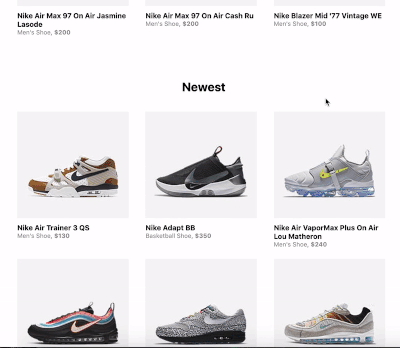 Nike Air Max 97 On Air Jasmine Lasode
Men's Shoe, $200
Nike Air Max 97 On Air Cash Ru
Men's Shoe, $200
Nike Blazer Mid '77 Vintage WE
Men's Shoe, $100
Newest
Nike Air Trainer 3 QS
Men's Shoe, $130
Nike Adapt BB
Basketball Shoe, $350
Nike Air VaporMax Plus On Air
Lou Matheron
Men's Shoe, $240